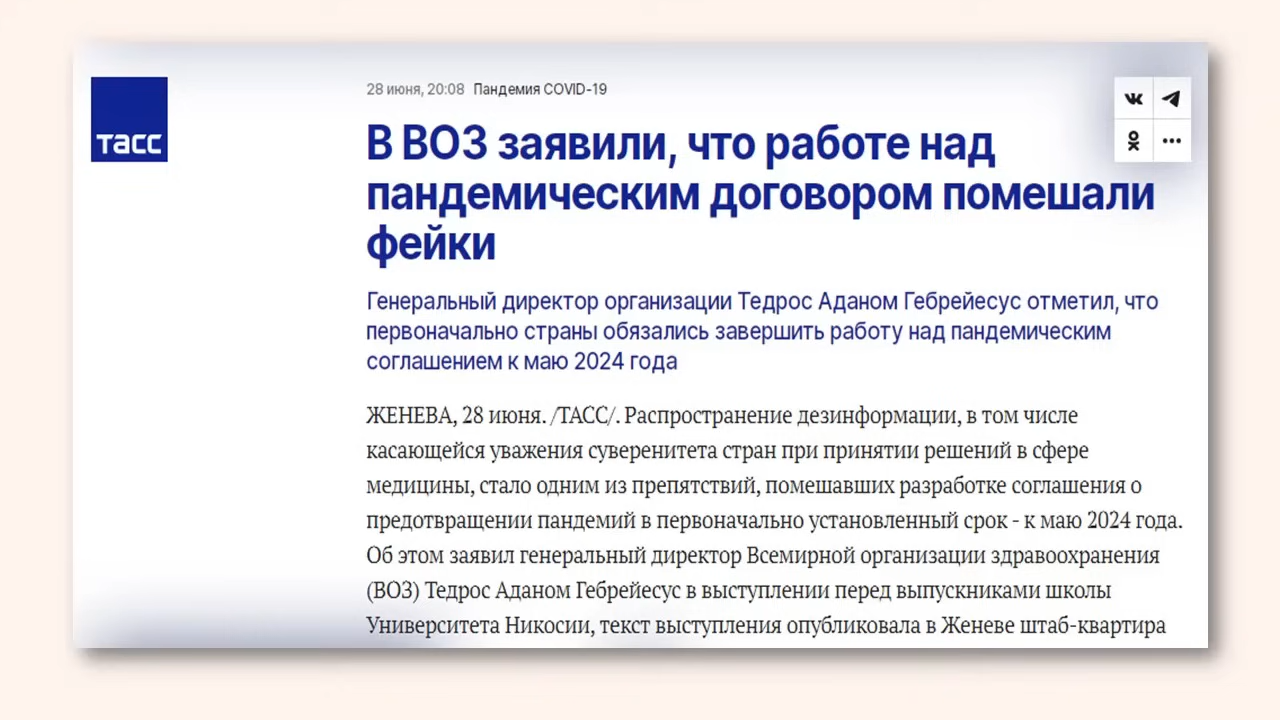 ТАСС
28 июня, 20:08 Пандемия COVID-19
В ВОЗ заявили, что работе над
пандемическим договором помешали
фейки
Генеральный директор организации Тедрос Аданом Гебрейесус отметил, что
первоначально страны обязались завершить работу над пандемическим
соглашением к маю 2024 года
ЖЕНЕВА, 28 июня. /ТАСС/. Распространение дезинформации, в том числе
касающейся уважения суверенитета стран при принятии решений в сфере
медицины, стало одним из препятствий, помешавших разработке соглашения о
предотвращении пандемий в первоначально установленный срок - к маю 2024 года.
Об этом заявил генеральный директор Всемирной организации здравоохранения
(ВОЗ) Тедрос Аданом Гебрейесус в выступлении перед выпускниками школы
Университета Никосии, текст выступления опубликовала в Женеве штаб-квартира